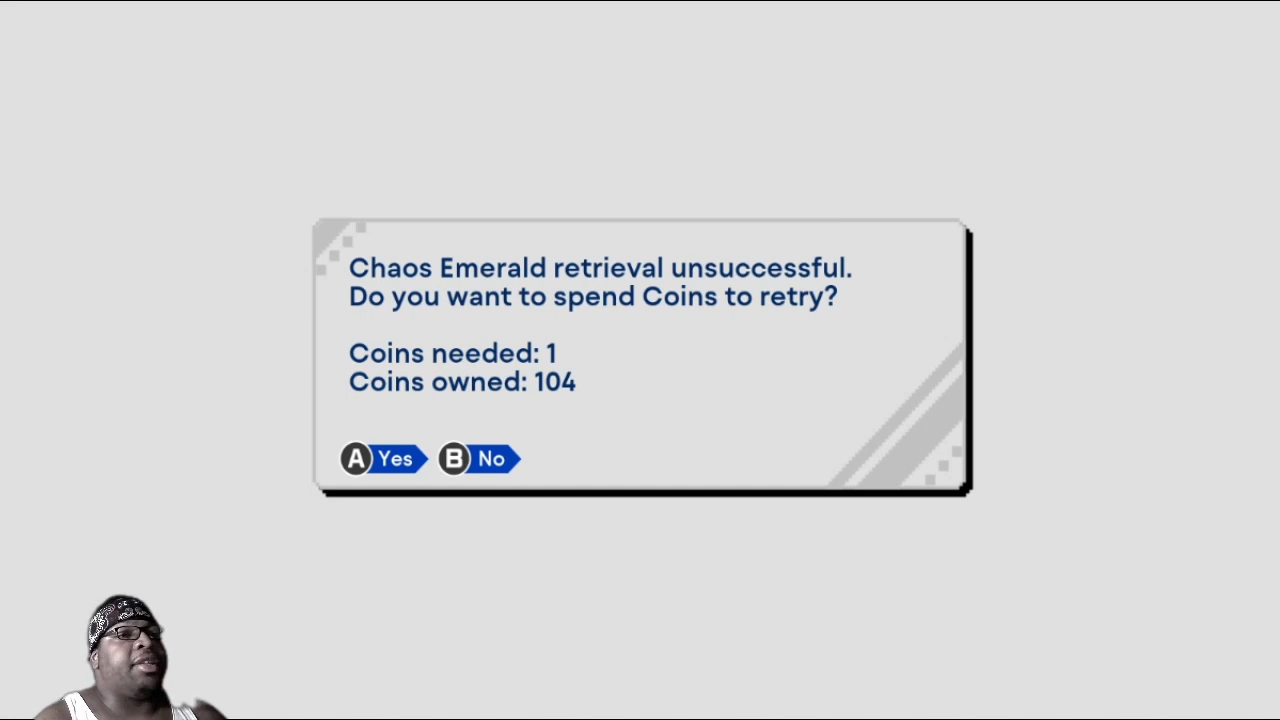 Chaos Emerald retrieval unsuccessful.
Do you want to spend Coins to retry?
Coins needed: 1
Coins owned: 104
A Yes B No